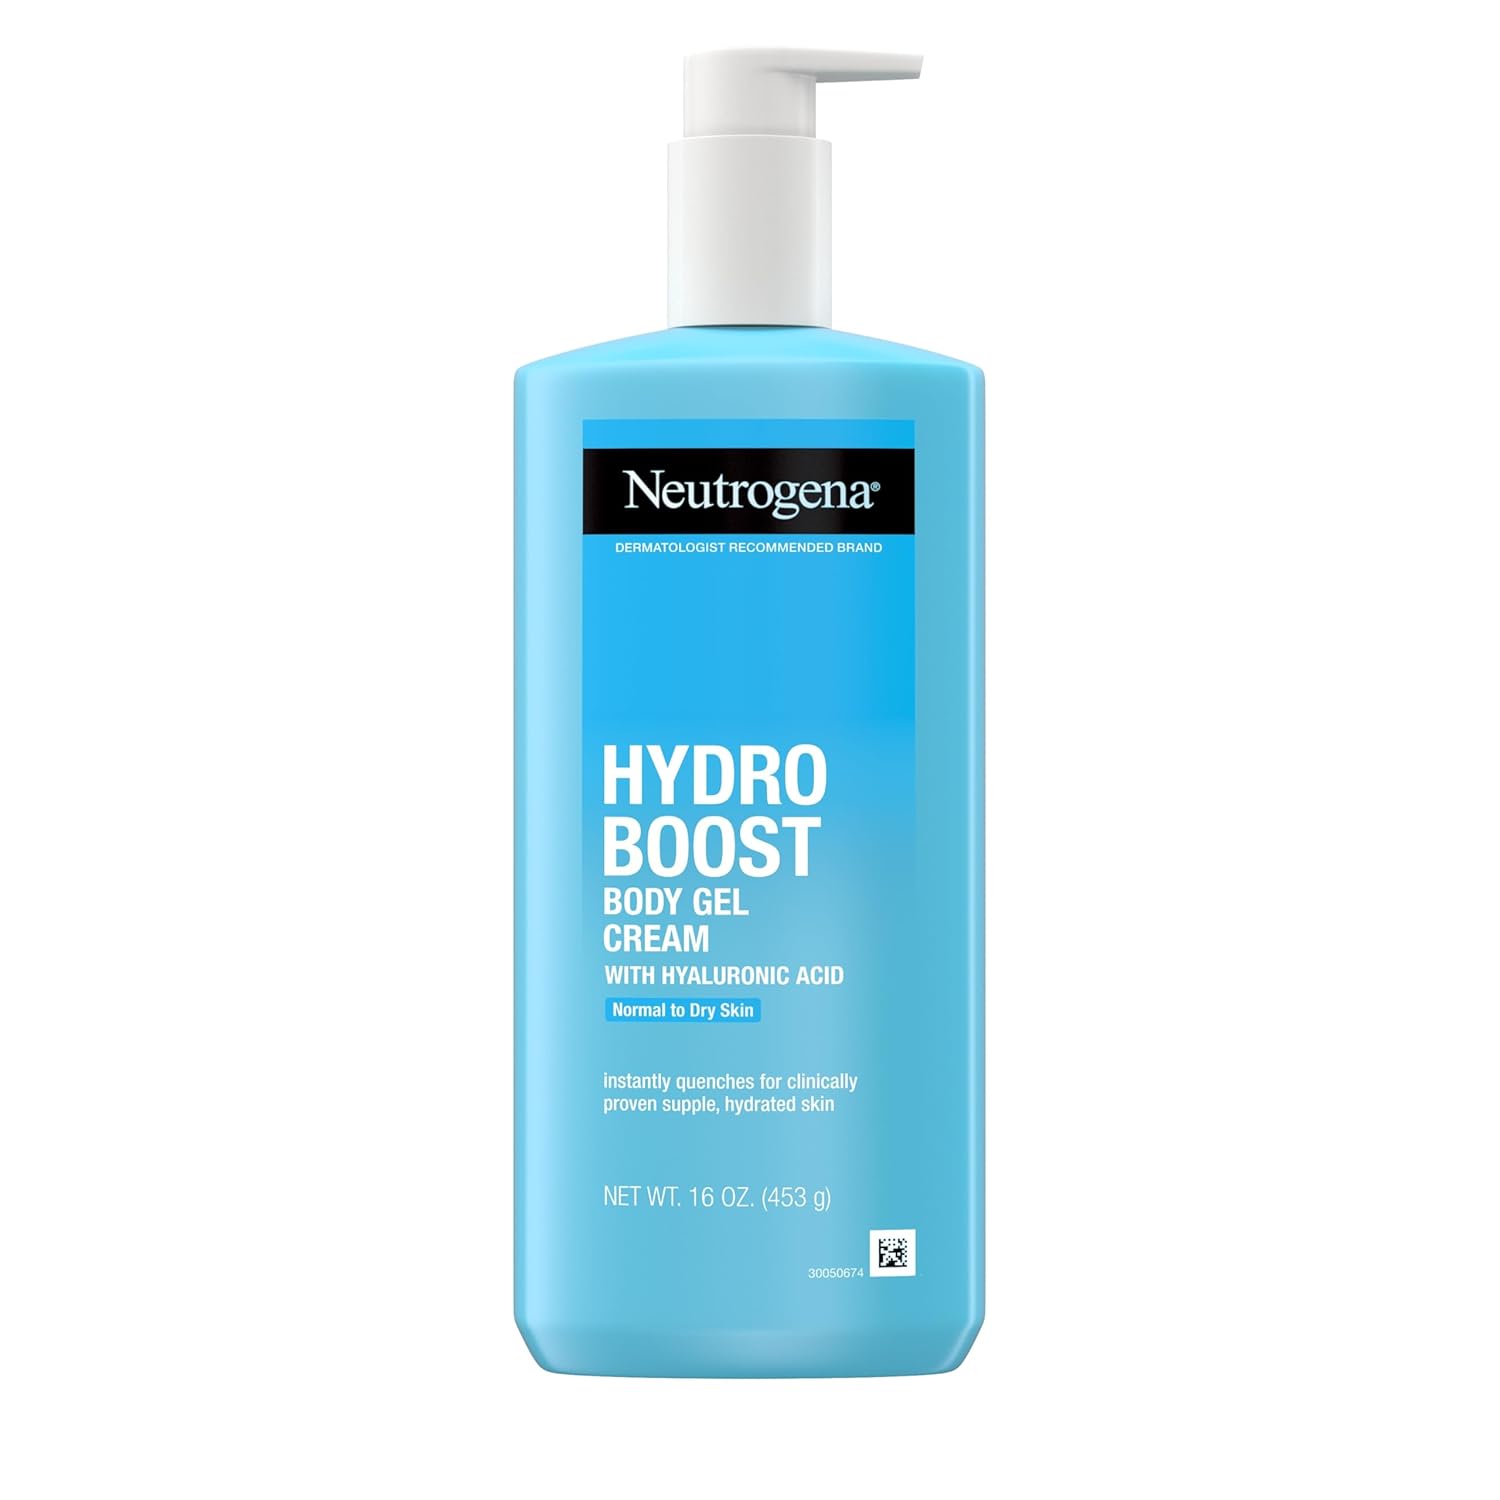 Neutrogena®
DERMATOLOGIST RECOMMENDED BRAND
HYDRO
BOOST
BODY GEL
CREAM
WITH HYALURONIC ACID
Normal to Dry Skin
instantly quenches for clinically
proven supple, hydrated skin
NET WT. 16 OZ. (453 g)
30050674